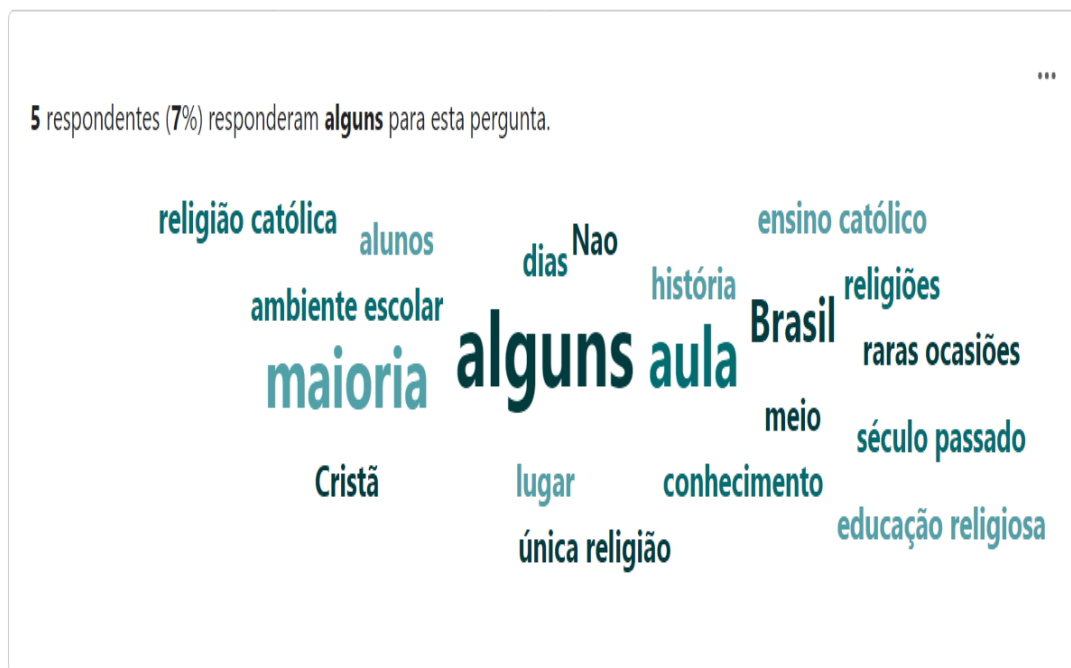 5 respondentes (7%) responderam alguns para esta pergunta.
religião católica
alunos
dias
Nao
ensino católico
história
religiões
ambiente escolar
Brasil
maioria
alguns
aula
raras ocasiões
meio
século passado
Cristã
lugar
conhecimento
educação religiosa
única religião